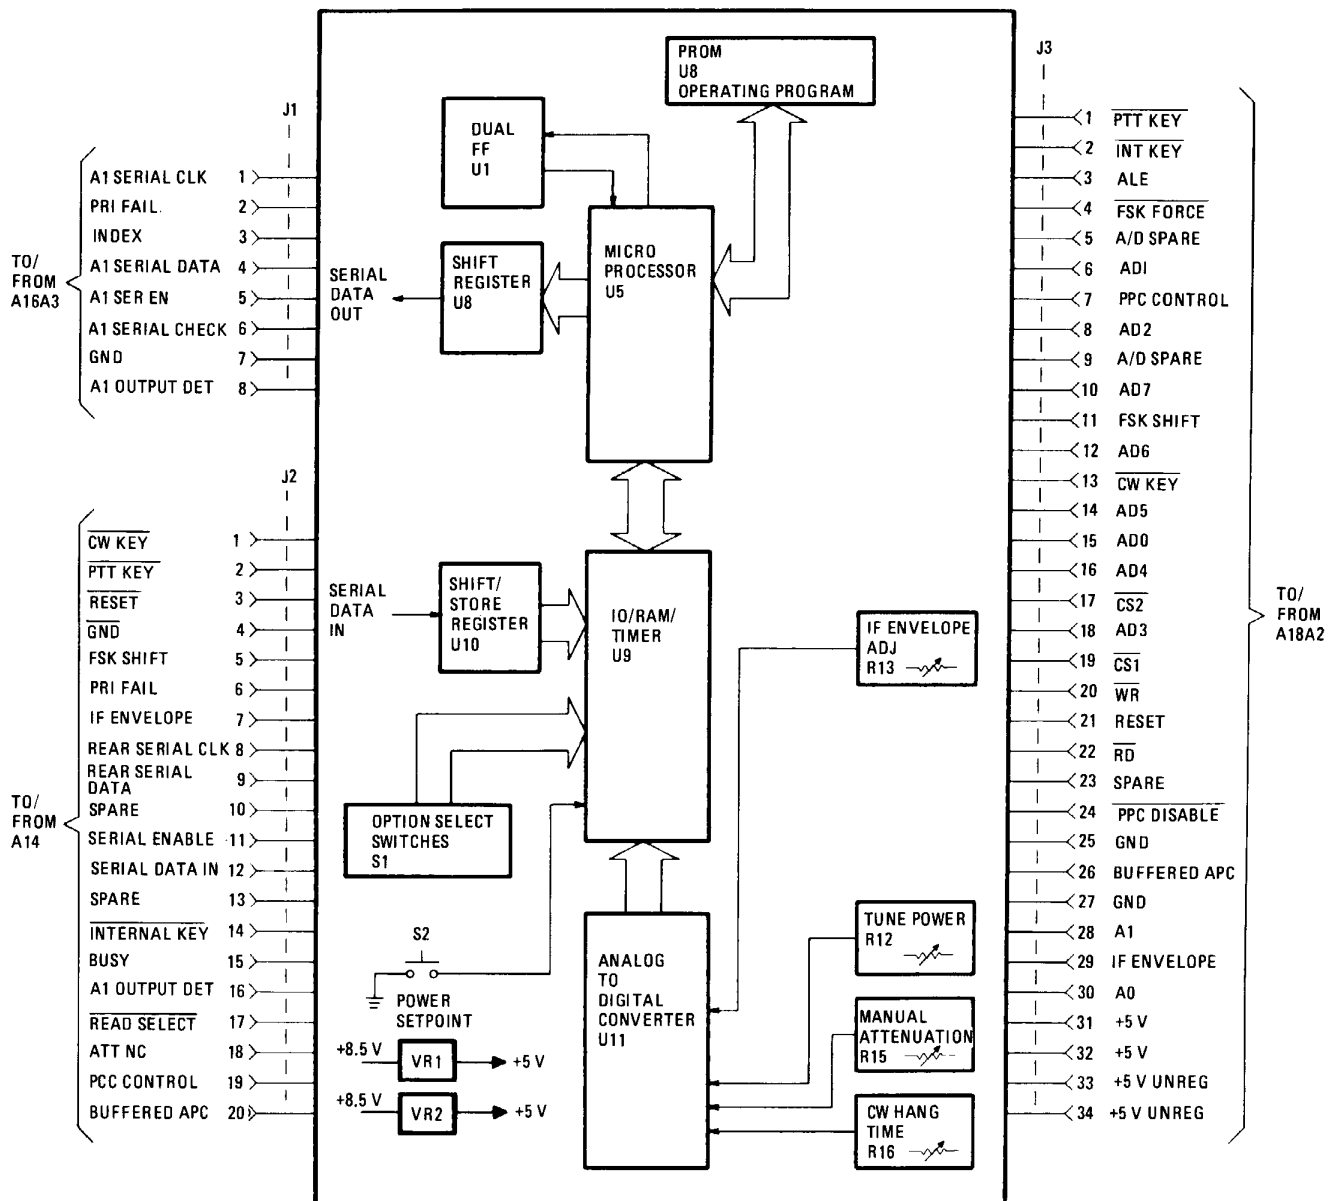 J1
TO/
FROM
A16A3
A1 SERIAL CLK 1
PRI FAIL. 2
INDEX 3
A1 SERIAL DATA 4
A1 SER EN 5
A1 SERIAL CHECK 6
GND 7
A1 OUTPUT DET 8
J2
TO/
FROM
A14
CW KEY 1
PTT KEY 2
RESET 3
GND 4
FSK SHIFT 5
PRI FAIL 6
IF ENVELOPE 7
REAR SERIAL CLK 8
REAR SERIAL
DATA 9
SPARE 10
SERIAL ENABLE 11
SERIAL DATA IN 12
SPARE 13
INTERNAL KEY 14
BUSY 15
A1 OUTPUT DET 16
READ SELECT 17
ATT NC 18
PCC CONTROL 19
BUFFERED APC 20
PROM
U8
OPERATING PROGRAM
DUAL
FF
U1
MICRO
PROCESSOR
U5
SHIFT
REGISTER
U8
SERIAL
DATA
OUT
SERIAL
DATA
IN
SHIFT/
STORE
REGISTER
U10
IO/RAM/
TIMER
U9
IF ENVELOPE
ADJ
R13
OPTION SELECT
SWITCHES
S1
S2
POWER
SETPOINT
ANALOG
TO
DIGITAL
CONVERTER
U11
TUNE POWER
R12
MANUAL
ATTENUATION
R15
CW HANG
TIME
R16
+8.5 V VR1 +5 V
+8.5 V VR2 +5 V
J3
1 PTT KEY
2 INT KEY
3 ALE
4 FSK FORCE
5 A/D SPARE
6 AD1
7 PPC CONTROL
8 AD2
9 A/D SPARE
10 AD7
11 FSK SHIFT
12 AD6
13 CW KEY
14 AD5
15 AD0
16 AD4
17 CS2
18 AD3
19 CS1
20 WR
21 RESET
22 RD
23 SPARE
24 PPC DISABLE
25 GND
26 BUFFERED APC
27 GND
28 A1
29 IF ENVELOPE
30 A0
31 +5 V
32 +5 V
33 +5 V UNREG
34 +5 V UNREG
TO/
FROM
A18A2